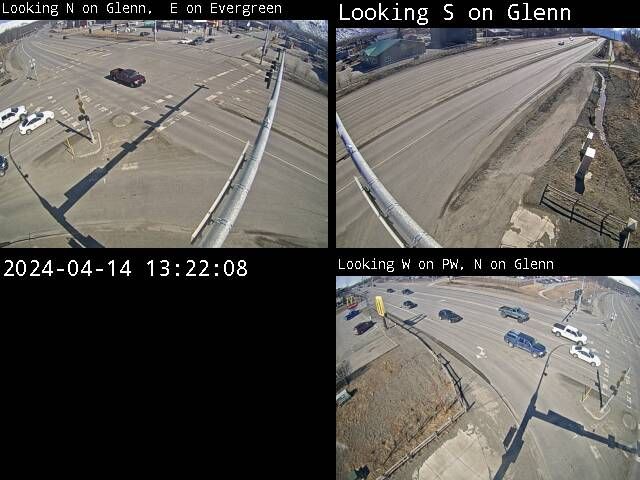 Looking N on Glenn,  E on Evergreen
Looking S on Glenn
2024-04-14 13:22:08
Looking W on PW, N on Glenn